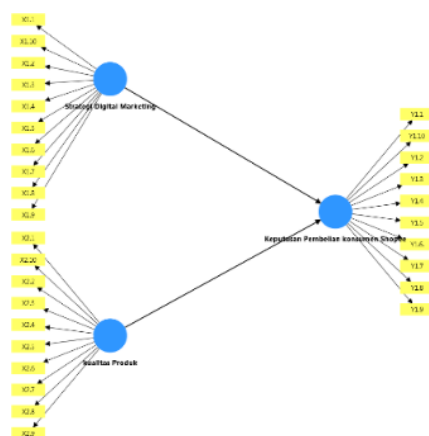 X1.1
X1.10
X1.2
X1.3
X1.4
X1.5
X1.6
X1.7
X1.8
X1.9
Strategi Digital Marketing
X2.1
X2.10
X2.2
X2.3
X2.4
X2.5
X2.6
X2.7
X2.8
X2.9
kualitas Produk
Keputusan Pembelian konsumen Shopee
Y1.1
Y1.10
Y1.2
Y1.3
Y1.4
Y1.5
Y1.6
Y1.7
Y1.8
Y1.9